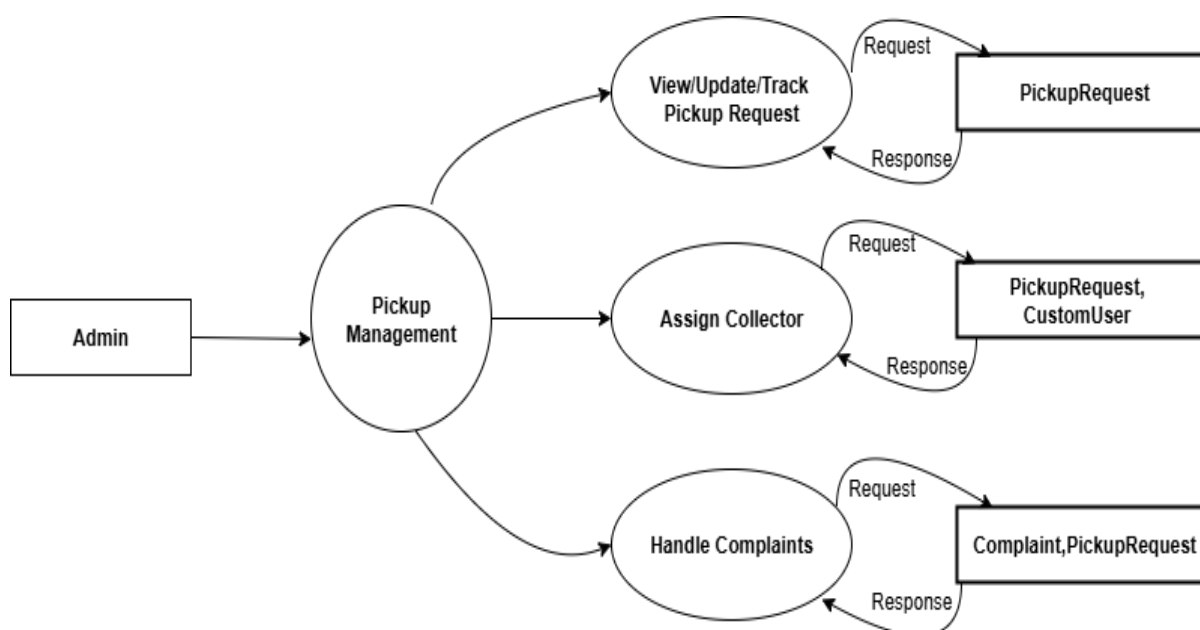 Request
View/Update/Track
Pickup Request
PickupRequest
Response
Request
Pickup
Management
PickupRequest,
CustomUser
Admin
Assign Collector
Response
Request
Handle Complaints
Complaint,PickupRequest
Response